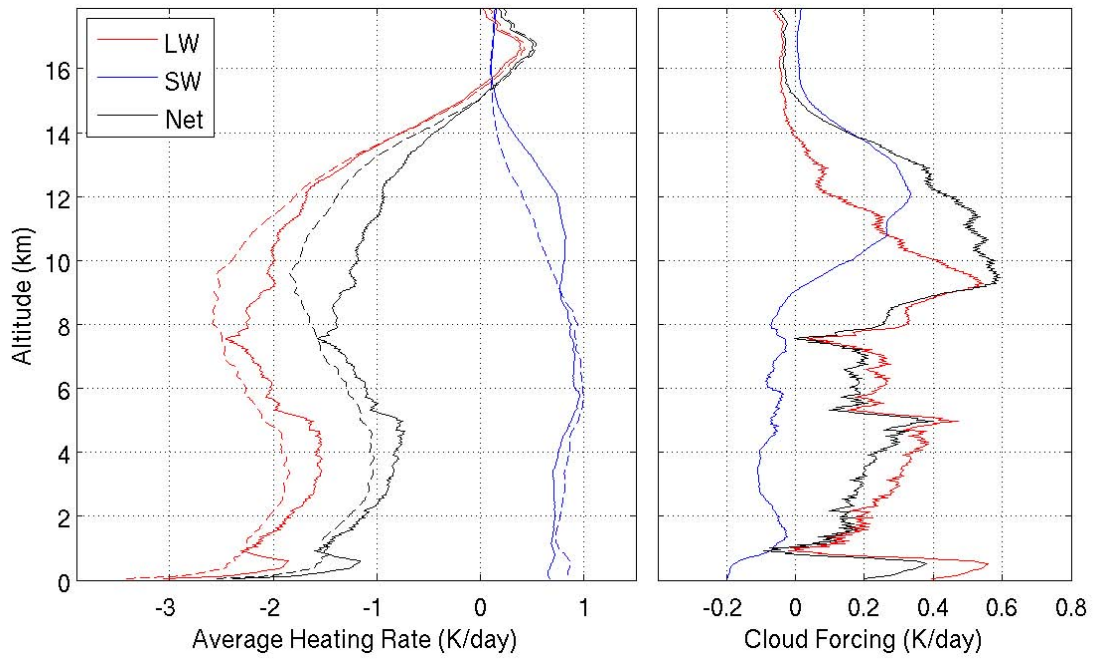 LW
SW
Net
16
14
12
10
8
6
4
2
0
Altitude (km)
-3 -2 -1 0 1
Average Heating Rate (K/day)
-0.2 0 0.2 0.4 0.6 0.8
Cloud Forcing (K/day)